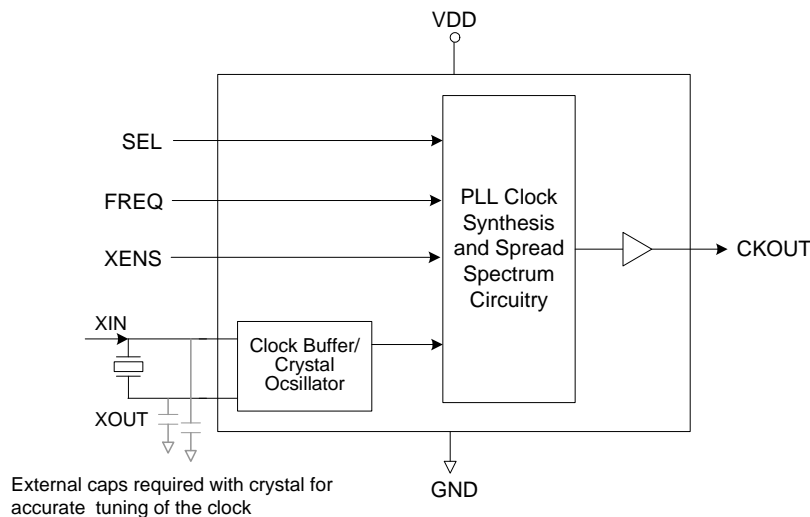 VDD
SEL
FREQ
XENS
PLL Clock
Synthesis
and Spread
Spectrum
Circuitry
CKOUT
XIN
Clock Buffer/
Crystal
Ocsillator
XOUT
GND
External caps required with crystal for
accurate tuning of the clock